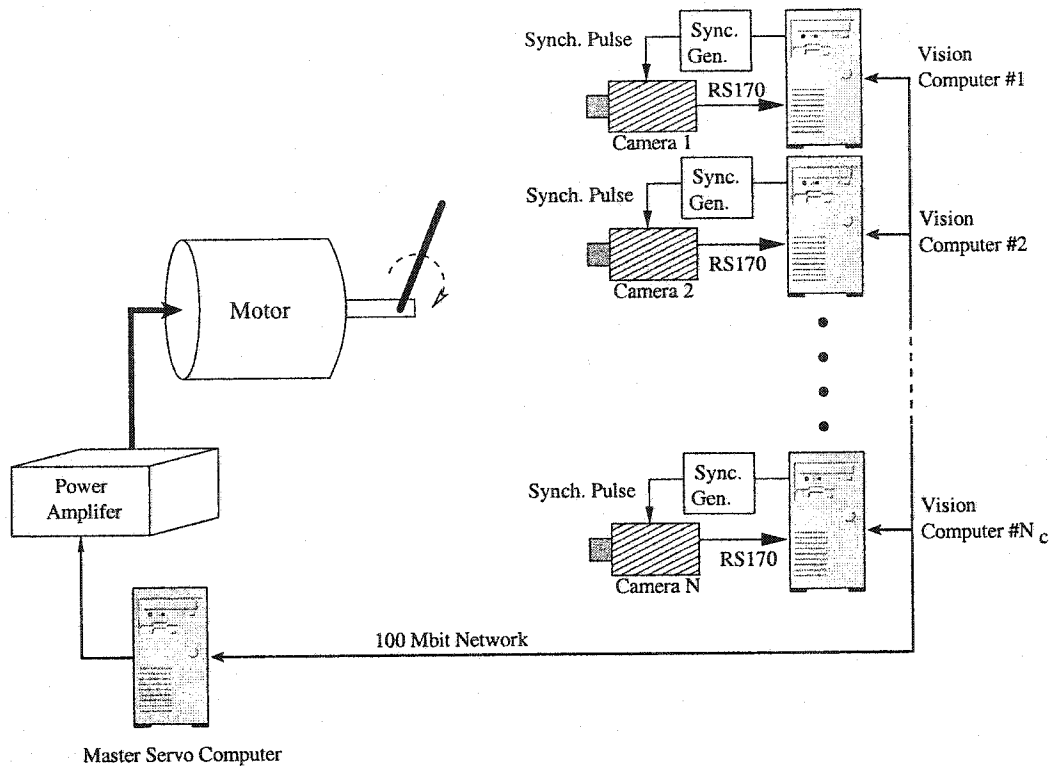 Synch. Pulse
Sync.
Gen.
RS170
Camera 1
Vision
Computer #1
Synch. Pulse
Sync.
Gen.
RS170
Camera 2
Vision
Computer #2
Motor
Power
Amplifer
Synch. Pulse
Sync.
Gen.
RS170
Camera N
Vision
Computer #N c
100 Mbit Network
Master Servo Computer